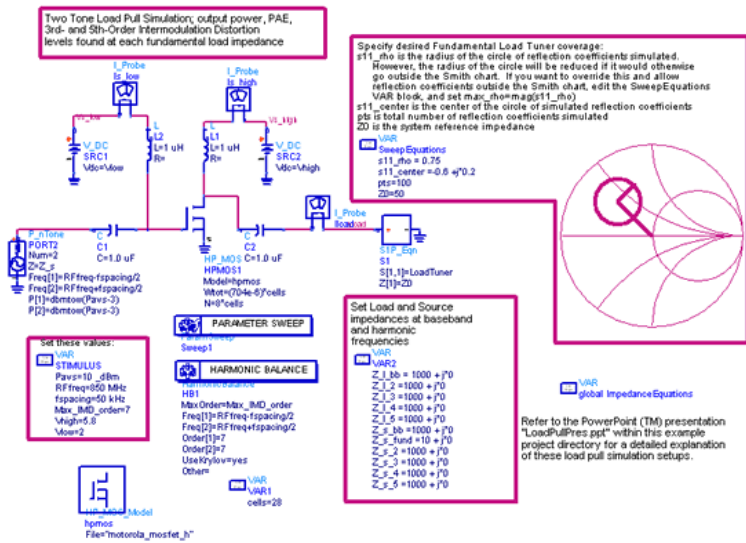 Two Tone Load Pull Simulation; output power, PAE,
3rd- and 5th-Order Intermodulation Distortion
levels found at each fundamental load impedance
Specify desired Fundamental Load Tuner coverage:
s11_rho is the radius of the circle of reflection coefficients simulated.
However, the radius of the circle will be reduced if it would otherwise
go outside the Smith chart. If you want to override this and allow
reflection coefficients outside the Smith chart, edit the SweepEquations
VAR block, and set max_rho=mag(s11_rho)
s11_center is the center of the circle of simulated reflection coefficients
pts is total number of reflection coefficients simulated
Z0 is the system reference impedance
VAR
SweepEquations
s11_rho = 0.75
s11_center =-0.6 +j*0.2
pts=100
Z0=50
I_Probe
Is_low
I_Probe
Is_high
Vs_low
Vs_high
V_DC
SRC1
Vdc=Vlow
L
L2
L=1 uH
R=
L
L1
L=1 uH
R=
V_DC
SRC2
Vdc=Vhigh
P_nTone
PORT2
Num=2
Z=Z_s
Freq[1]=RFfreq-fspacing/2
Freq[2]=RFfreq+fspacing/2
P[1]=dbmtow(Pavs-3)
P[2]=dbmtow(Pavs-3)
C
C1
C=1.0 uF
HP_MOS
HPMOS1
Model=hpmos
Wtot=(704e-6)*cells
N=8*cells
C
C2
C=1.0 uF
I_Probe
Iload
S1P_Eqn
S1
S[1,1]=LoadTuner
Z[1]=Z0
Set these values:
VAR
STIMULUS
Pavs=10 _dBm
RFfreq=850 MHz
fspacing=50 kHz
Max_IMD_order=7
Vhigh=5.8
Vlow=2
PARAMETER SWEEP
ParamSweep
Sweep1
HARMONIC BALANCE
HarmonicBalance
HB1
MaxOrder=Max_IMD_order
Freq[1]=RFfreq-fspacing/2
Freq[2]=RFfreq+fspacing/2
Order[1]=7
Order[2]=7
UseKrylov=yes
Other=
VAR
VAR1
cells=28
Set Load and Source
impedances at baseband
and harmonic
frequencies
VAR
VAR2
Z_l_bb = 1000 + j*0
Z_l_2 =1000 + j*0
Z_l_3 =1000 + j*0
Z_l_4 =1000 + j*0
Z_l_5 =1000 + j*0
Z_s_bb =1000 + j*0
Z_s_fund =10 + j*0
Z_s_2 =1000 + j*0
Z_s_3 =1000 + j*0
Z_s_4 =1000 + j*0
Z_s_5 =1000 + j*0
VAR
global ImpedanceEquations
Refer to the PowerPoint (TM) presentation
"LoadPullPres.ppt" within this example
project directory for a detailed explanation
of these load pull simulation setups.
HP_MOS_Model
hpmos
File="motorola_mosfet_h"